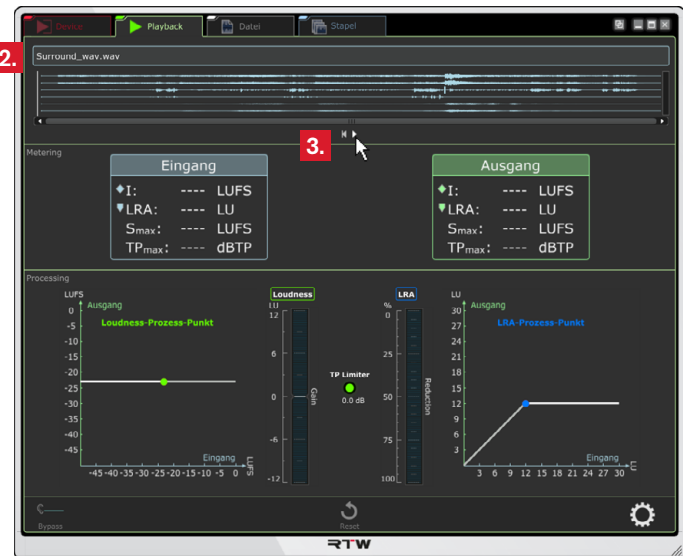 Device
Playback
Datei
Stapel
2.
Surround_wav.wav
3.
Metering
Eingang
I: ---- LUFS
LRA: ---- LU
Smax: ---- LUFS
TPmax: ---- dBTP
Ausgang
I: ---- LUFS
LRA: ---- LU
Smax: ---- LUFS
TPmax: ---- dBTP
Processing
LUFS
Ausgang
Loudness-Prozess-Punkt
0
-5
-10
-15
-20
-25
-30
-35
-40
-45
Eingang
-45 -40 -35 -30 -25 -20 -15 -10 -5 0
LUFS
Loudness
LU
12
6
0
-6
-12
Gain
TP Limiter
0.0 dB
LRA
%
0
25
50
75
100
Reduction
LU
Ausgang
LRA-Prozess-Punkt
30
27
24
21
18
15
12
9
6
3
Eingang
3 6 9 12 15 18 21 24 27 30
LU
Bypass
Reset
RTW